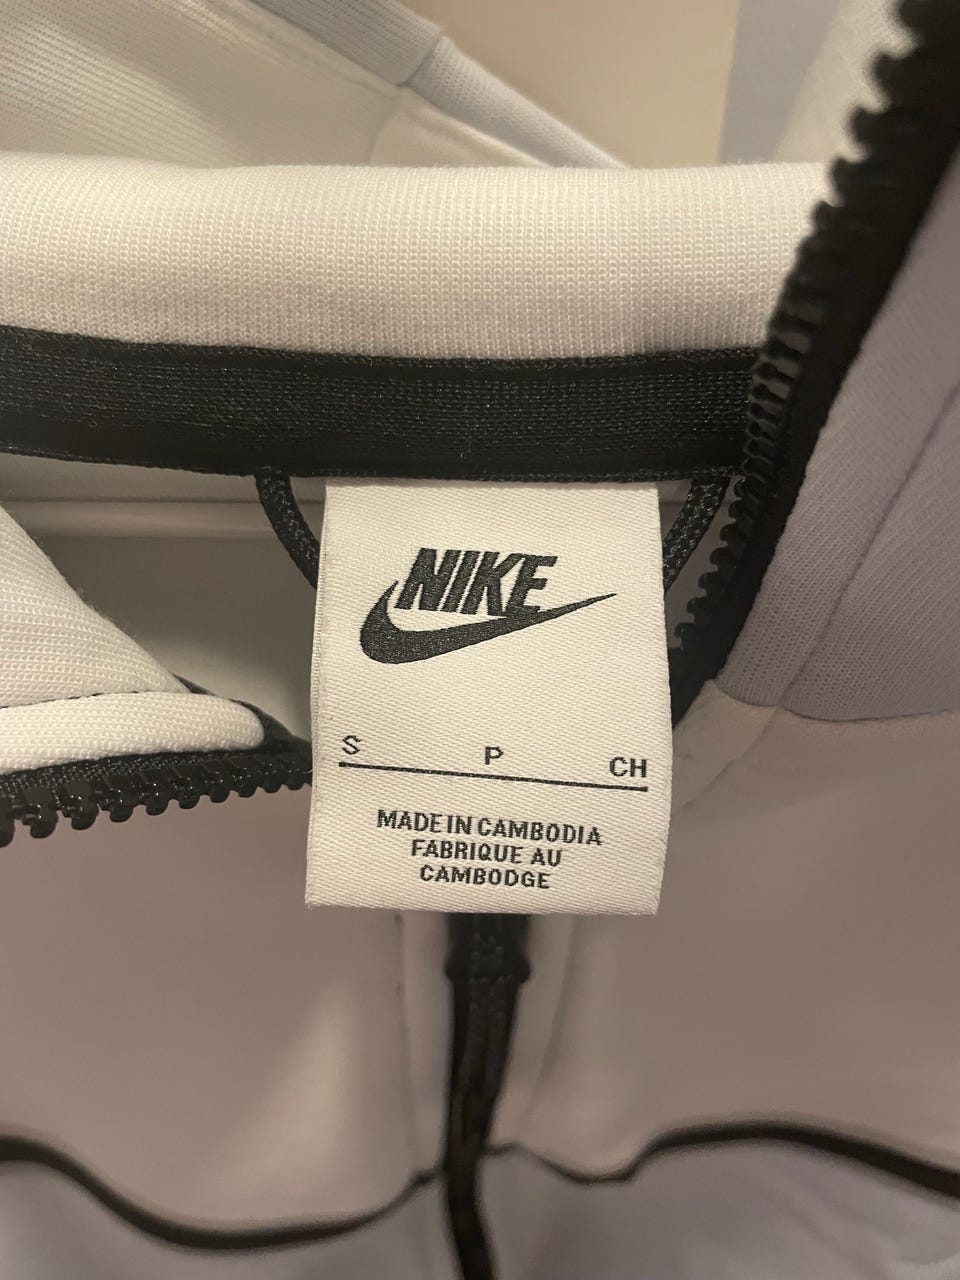 NIKE
S P CH
MADE IN CAMBODIA
FABRIQUE AU
CAMBODGE